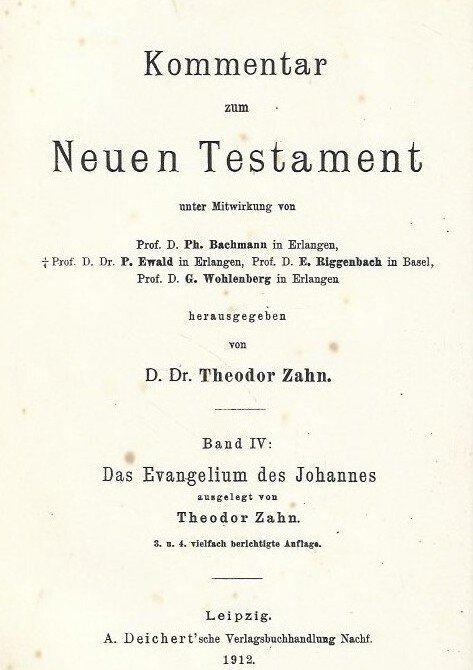 Kommentar
zum
Neuen Testament
unter Mitwirkung von
Prof. D. Ph. Bachmann in Erlangen,
† Prof. D. Dr. P. Ewald in Erlangen, Prof. D. E. Riggenbach in Basel,
Prof. D. G. Wohlenberg in Erlangen
herausgegeben
von
D. Dr. Theodor Zahn.
Band IV:
Das Evangelium des Johannes
ausgelegt von
Theodor Zahn.
3. u. 4. vielfach berichtigte Auflage.
Leipzig.
A. Deichert'sche Verlagsbuchhandlung Nachf.
1912.